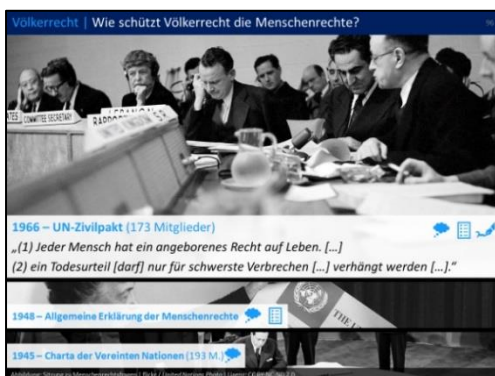 Völkerrecht | Wie schützt Völkerrecht die Menschenrechte?
COMMITTEE SECRETARY
LEBANON
1966 – UN-Zivilpakt (173 Mitglieder)
„(1) Jeder Mensch hat ein angeborenes Recht auf Leben. […]
(2) ein Todesurteil [darf] nur für schwerste Verbrechen […] verhängt werden […].“
1948 – Allgemeine Erklärung der Menschenrechte
THE
1945 – Charta der Vereinten Nationen (193 M.)